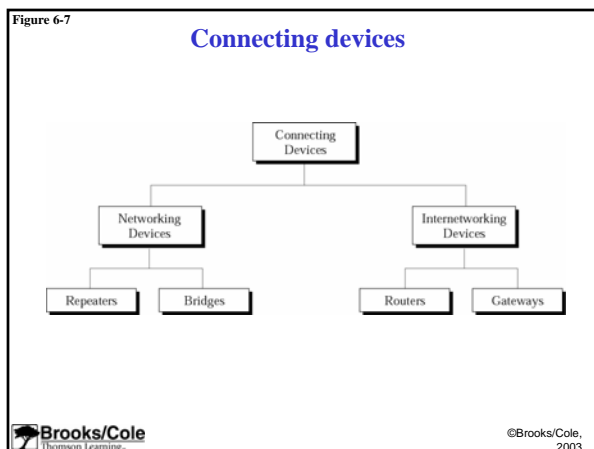 Figure 6-7
Connecting devices
Connecting
Devices
Networking
Devices
Internetworking
Devices
Repeaters
Bridges
Routers
Gateways
Brooks/Cole
Thomson Learning™
©Brooks/Cole,
2003